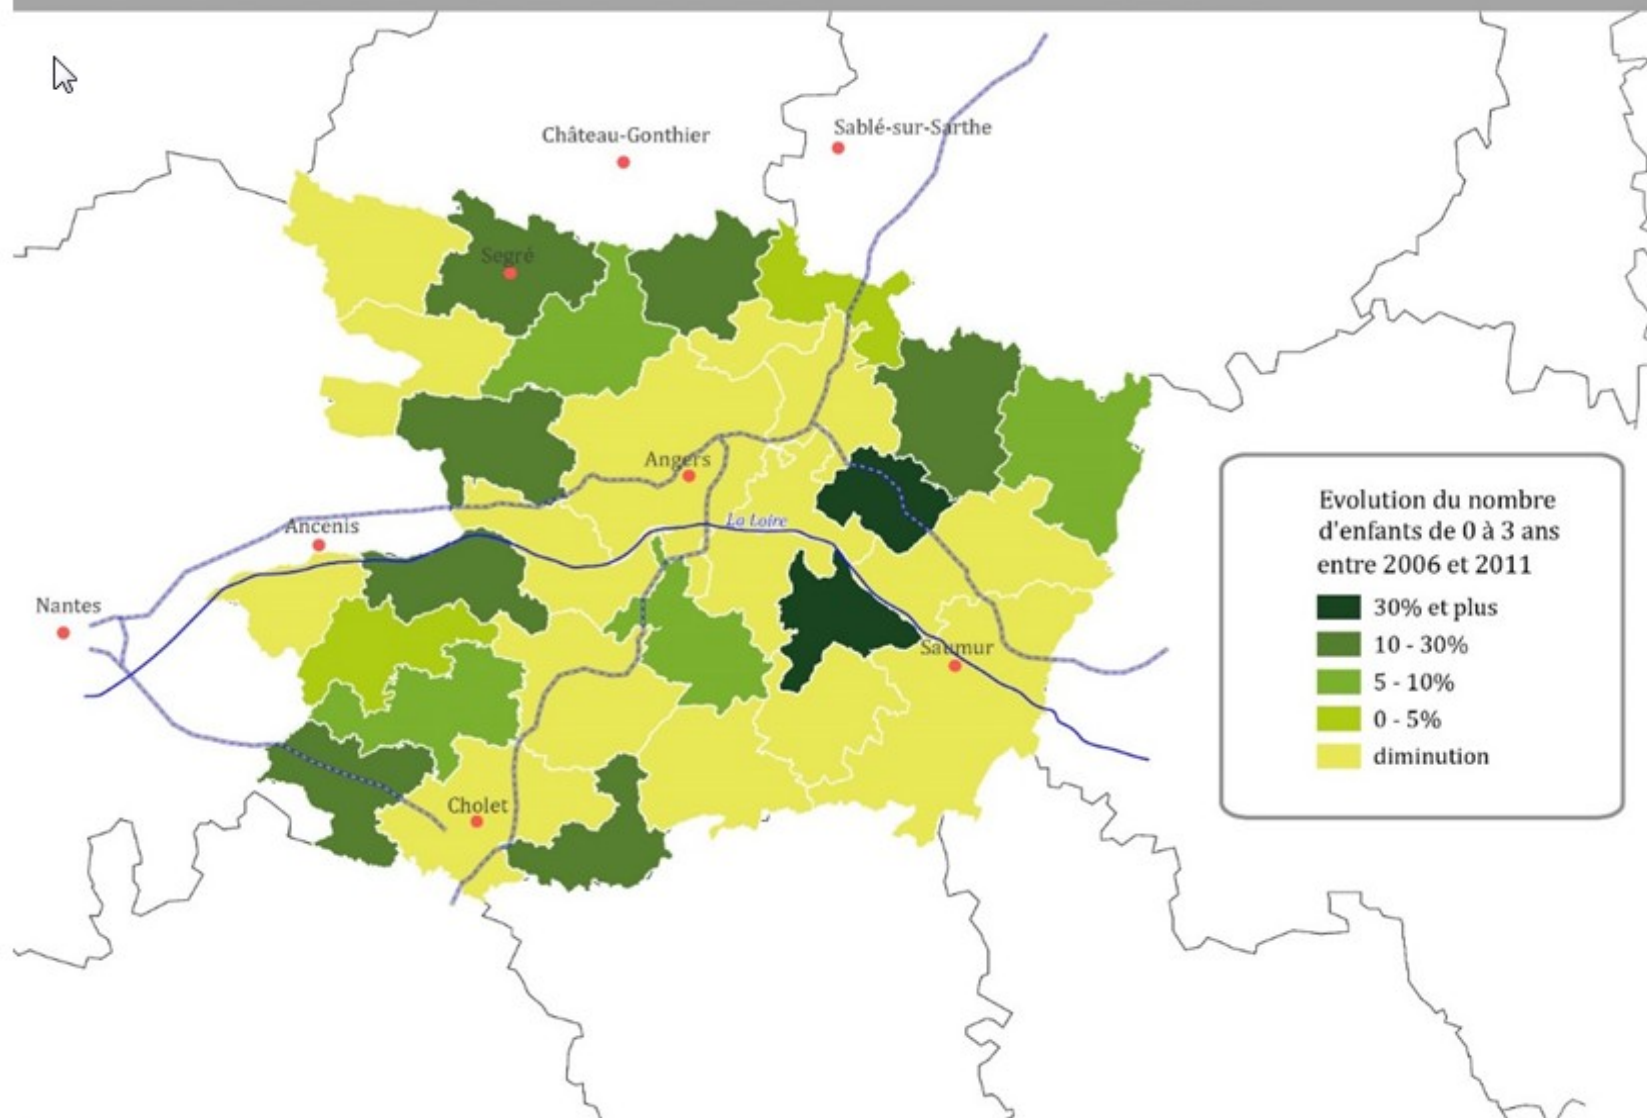 Château-Gonthier
Sablé-sur-Sarthe
Segré
Angers
La Loire
Ancenis
Nantes
Saumur
Cholet
Evolution du nombre
d'enfants de 0 à 3 ans
entre 2006 et 2011
30% et plus
10 - 30%
5 - 10%
0 - 5%
diminution